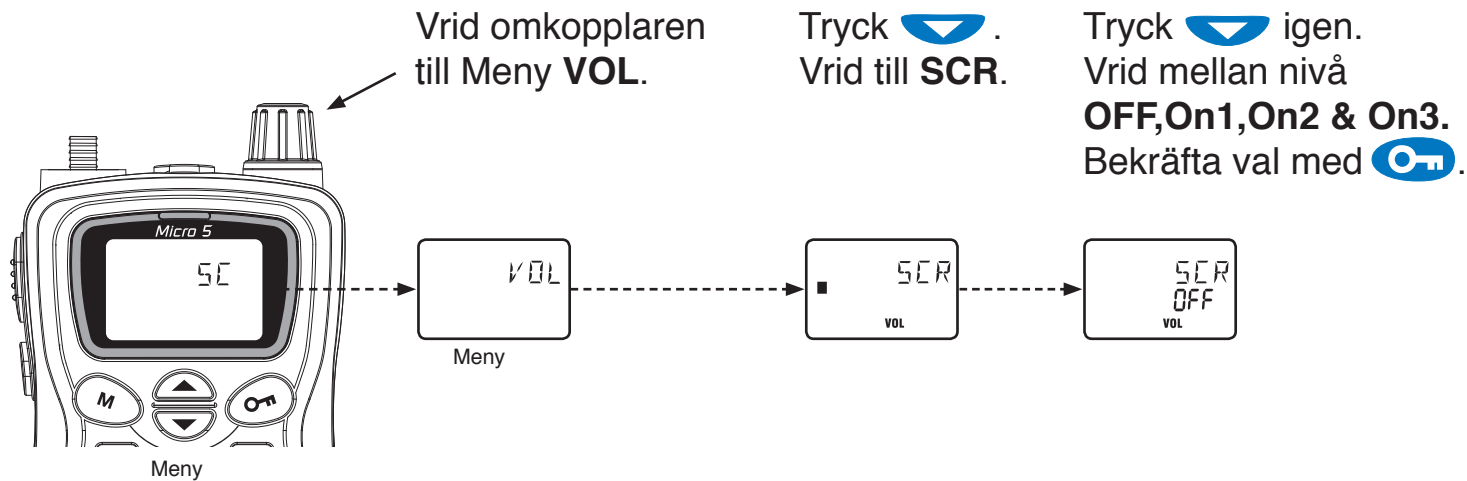 Vrid omkopplaren
till Meny VOL.
Tryck .
Vrid till SCR.
Tryck igen.
Vrid mellan nivå
OFF,On1,On2 & On3.
Bekräfta val med .
Micro 5
SC
M
Meny
VOL
Meny
SCR
VOL
SCR
OFF
VOL